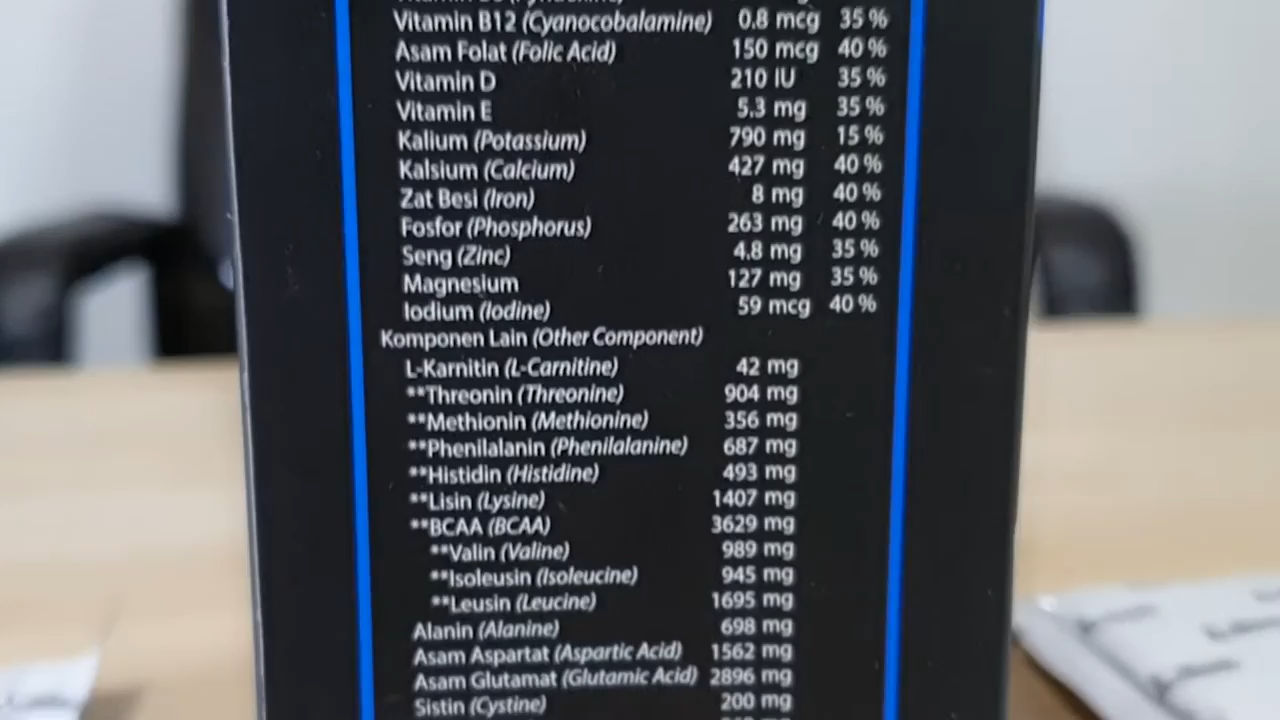 Vitamin B12 (Cyanocobalamine) 0.8 mcg 35 %
Asam Folat (Folic Acid) 150 mcg 40 %
Vitamin D 210 IU 35 %
Vitamin E 5.3 mg 35 %
Kalium (Potassium) 790 mg 15 %
Kalsium (Calcium) 427 mg 40 %
Zat Besi (Iron) 8 mg 40 %
Fosfor (Phosphorus) 263 mg 40 %
Seng (Zinc) 4.8 mg 35 %
Magnesium 127 mg 35 %
Iodium (Iodine) 59 mcg 40 %
Komponen Lain (Other Component)
L-Karnitin (L-Carnitine) 42 mg
**Threonin (Threonine) 904 mg
**Methionin (Methionine) 356 mg
**Phenilalanin (Phenilalanine) 687 mg
**Histidin (Histidine) 493 mg
**Lisin (Lysine) 1407 mg
**BCAA (BCAA) 3629 mg
**Valin (Valine) 989 mg
**Isoleusin (Isoleucine) 945 mg
**Leusin (Leucine) 1695 mg
Alanin (Alanine) 698 mg
Asam Aspartat (Aspartic Acid) 1562 mg
Asam Glutamat (Glutamic Acid) 2896 mg
Sistin (Cystine) 200 mg